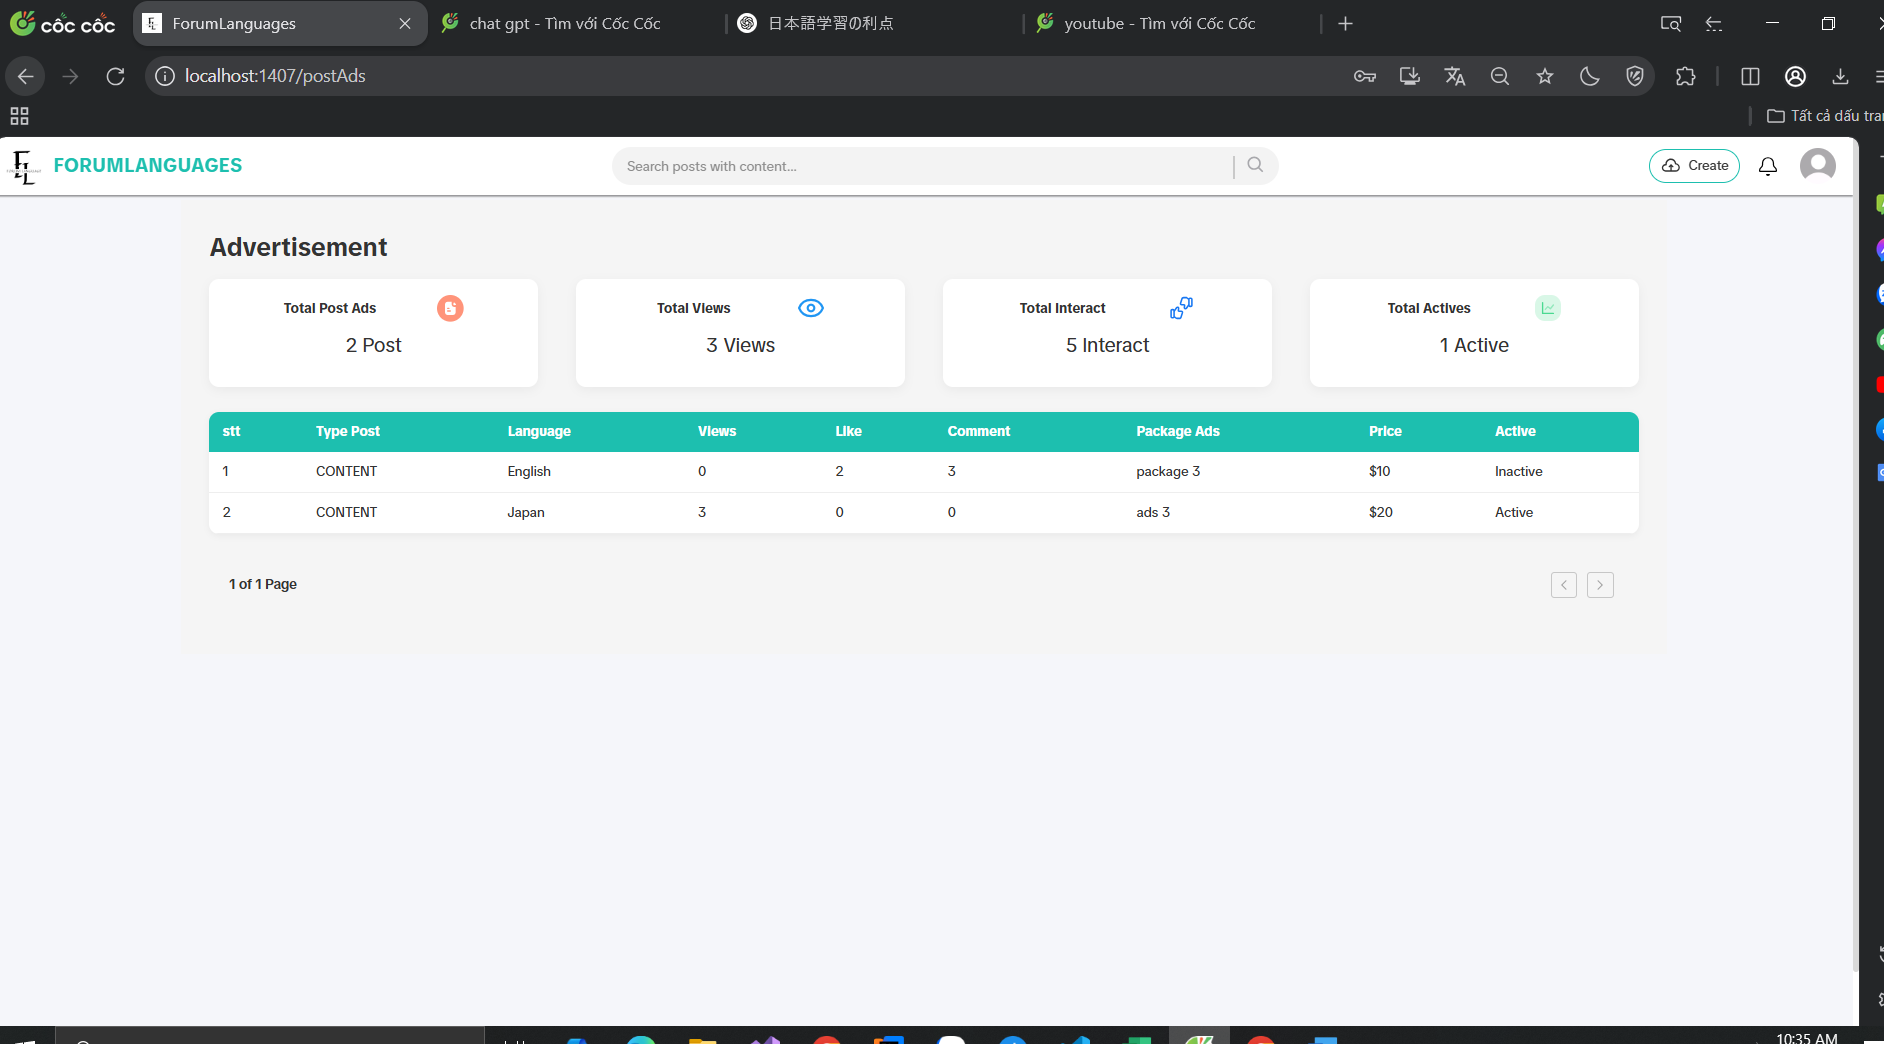 cốc cốc
ForumLanguages
chat gpt - Tìm với Cốc Cốc
日本語学習の利点
youtube - Tìm với Cốc Cốc
localhost:1407/postAds
Tất cả dấu tran
FORUMLANGUAGES
Search posts with content...
Create
Advertisement
Total Post Ads
2 Post
Total Views
3 Views
Total Interact
5 Interact
Total Actives
1 Active
stt Type Post Language Views Like Comment Package Ads Price Active
1 CONTENT English 0 2 3 package 3 $10 Inactive
2 CONTENT Japan 3 0 0 ads 3 $20 Active
1 of 1 Page
10:35 AM